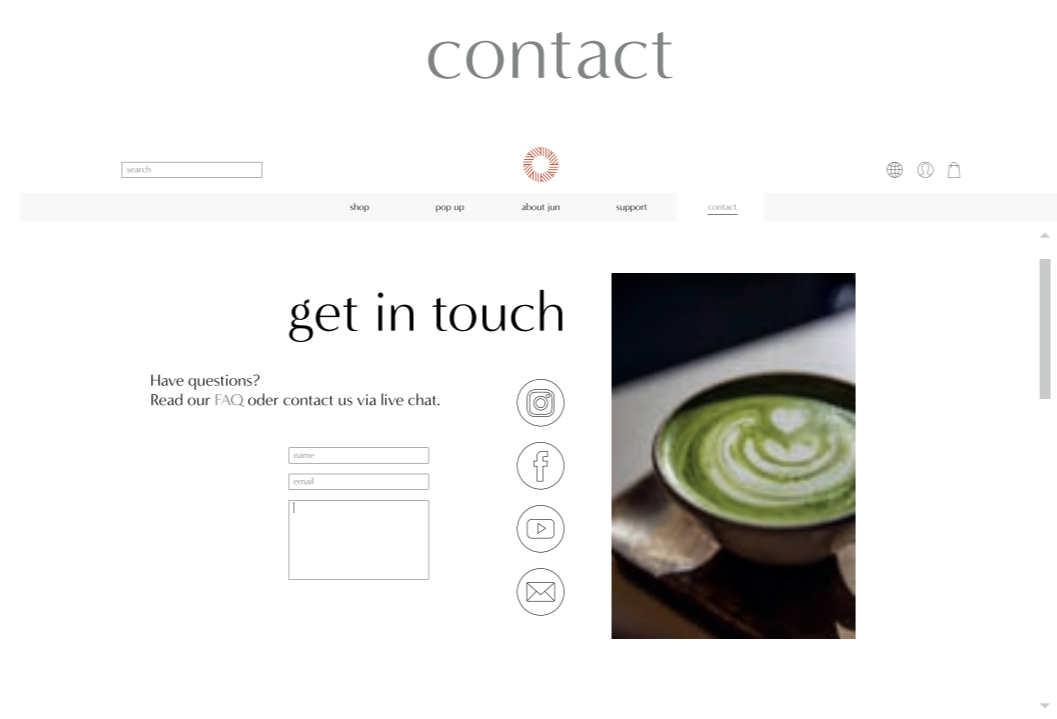 contact
search
shop
pop up
about jun
support
contact
get in touch
Have questions?
Read our FAQ oder contact us via live chat.
name
email